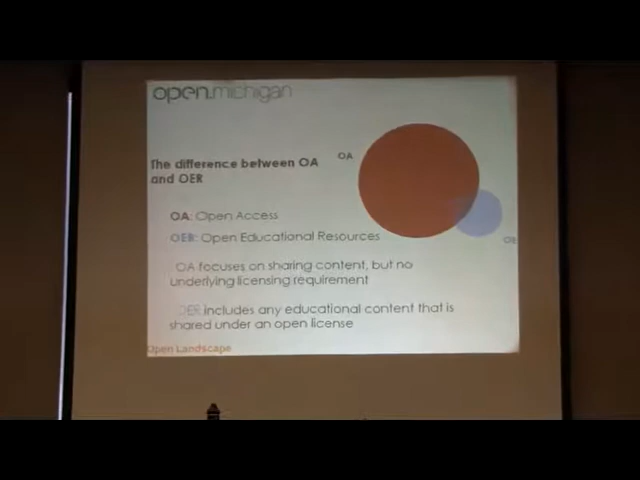 open.michigan
The difference between OA
and OER
OA
OA: Open Access
OER: Open Educational Resources
OER
OA focuses on sharing content, but no
underlying licensing requirement
OER includes any educational content that is
shared under an open license
Open Landscape